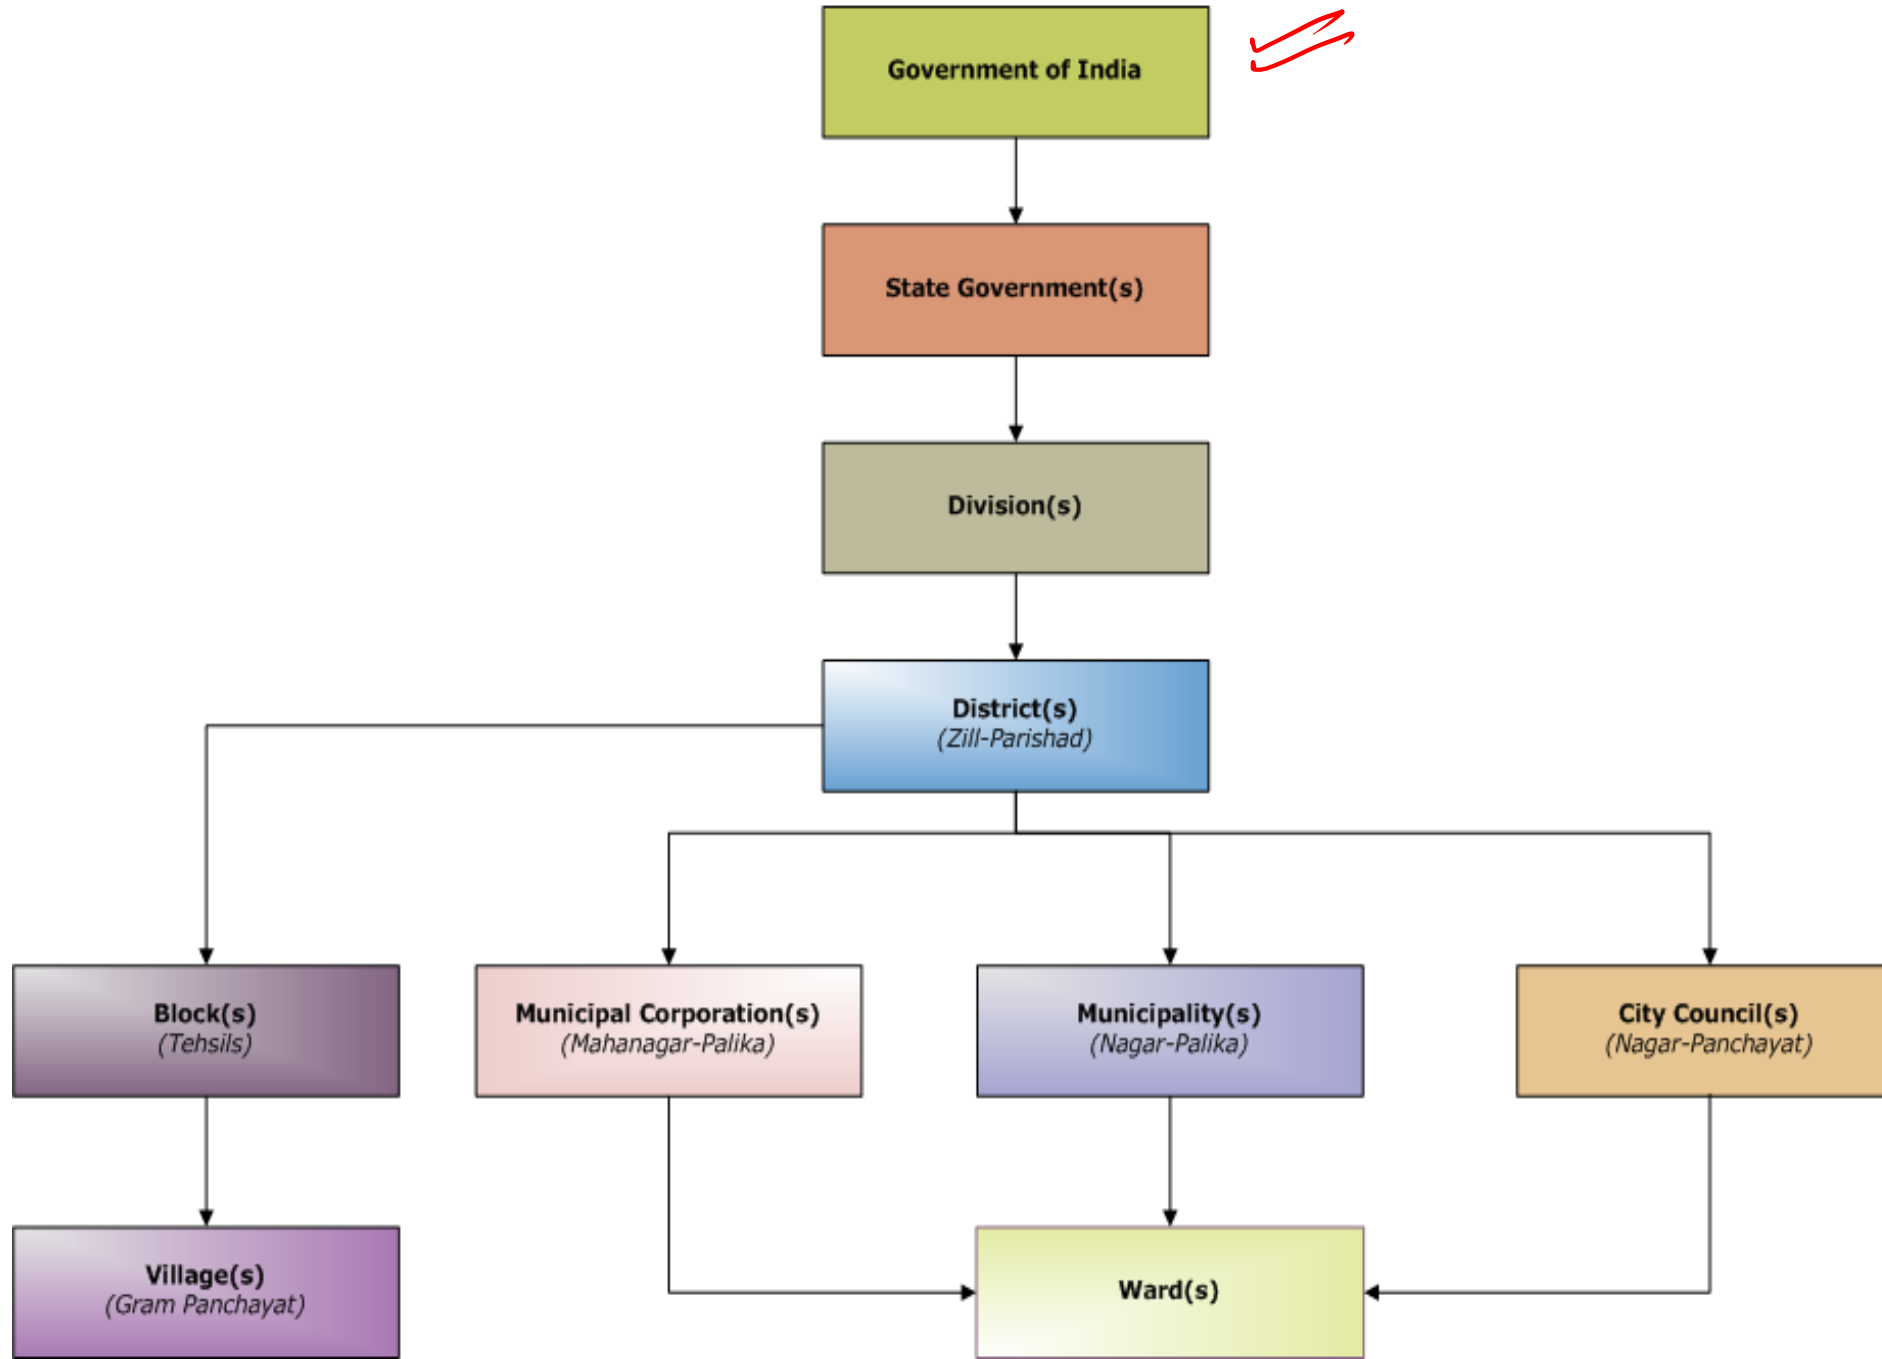 Government of India
State Government(s)
Division(s)
District(s)
(Zill-Parishad)
Block(s)
(Tehsils)
Municipal Corporation(s)
(Mahanagar-Palika)
Municipality(s)
(Nagar-Palika)
City Council(s)
(Nagar-Panchayat)
Village(s)
(Gram Panchayat)
Ward(s)